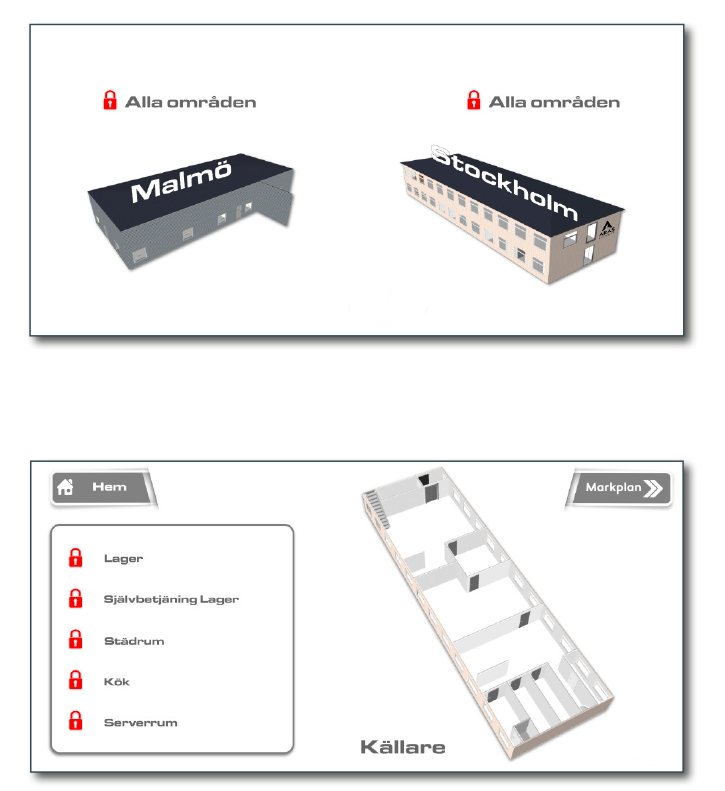 Alla områden
Alla områden
Malmö
Stockholm
Hem
Markplan
Lager
Självbetjäning Lager
Städrum
Kök
Serverrum
Källare